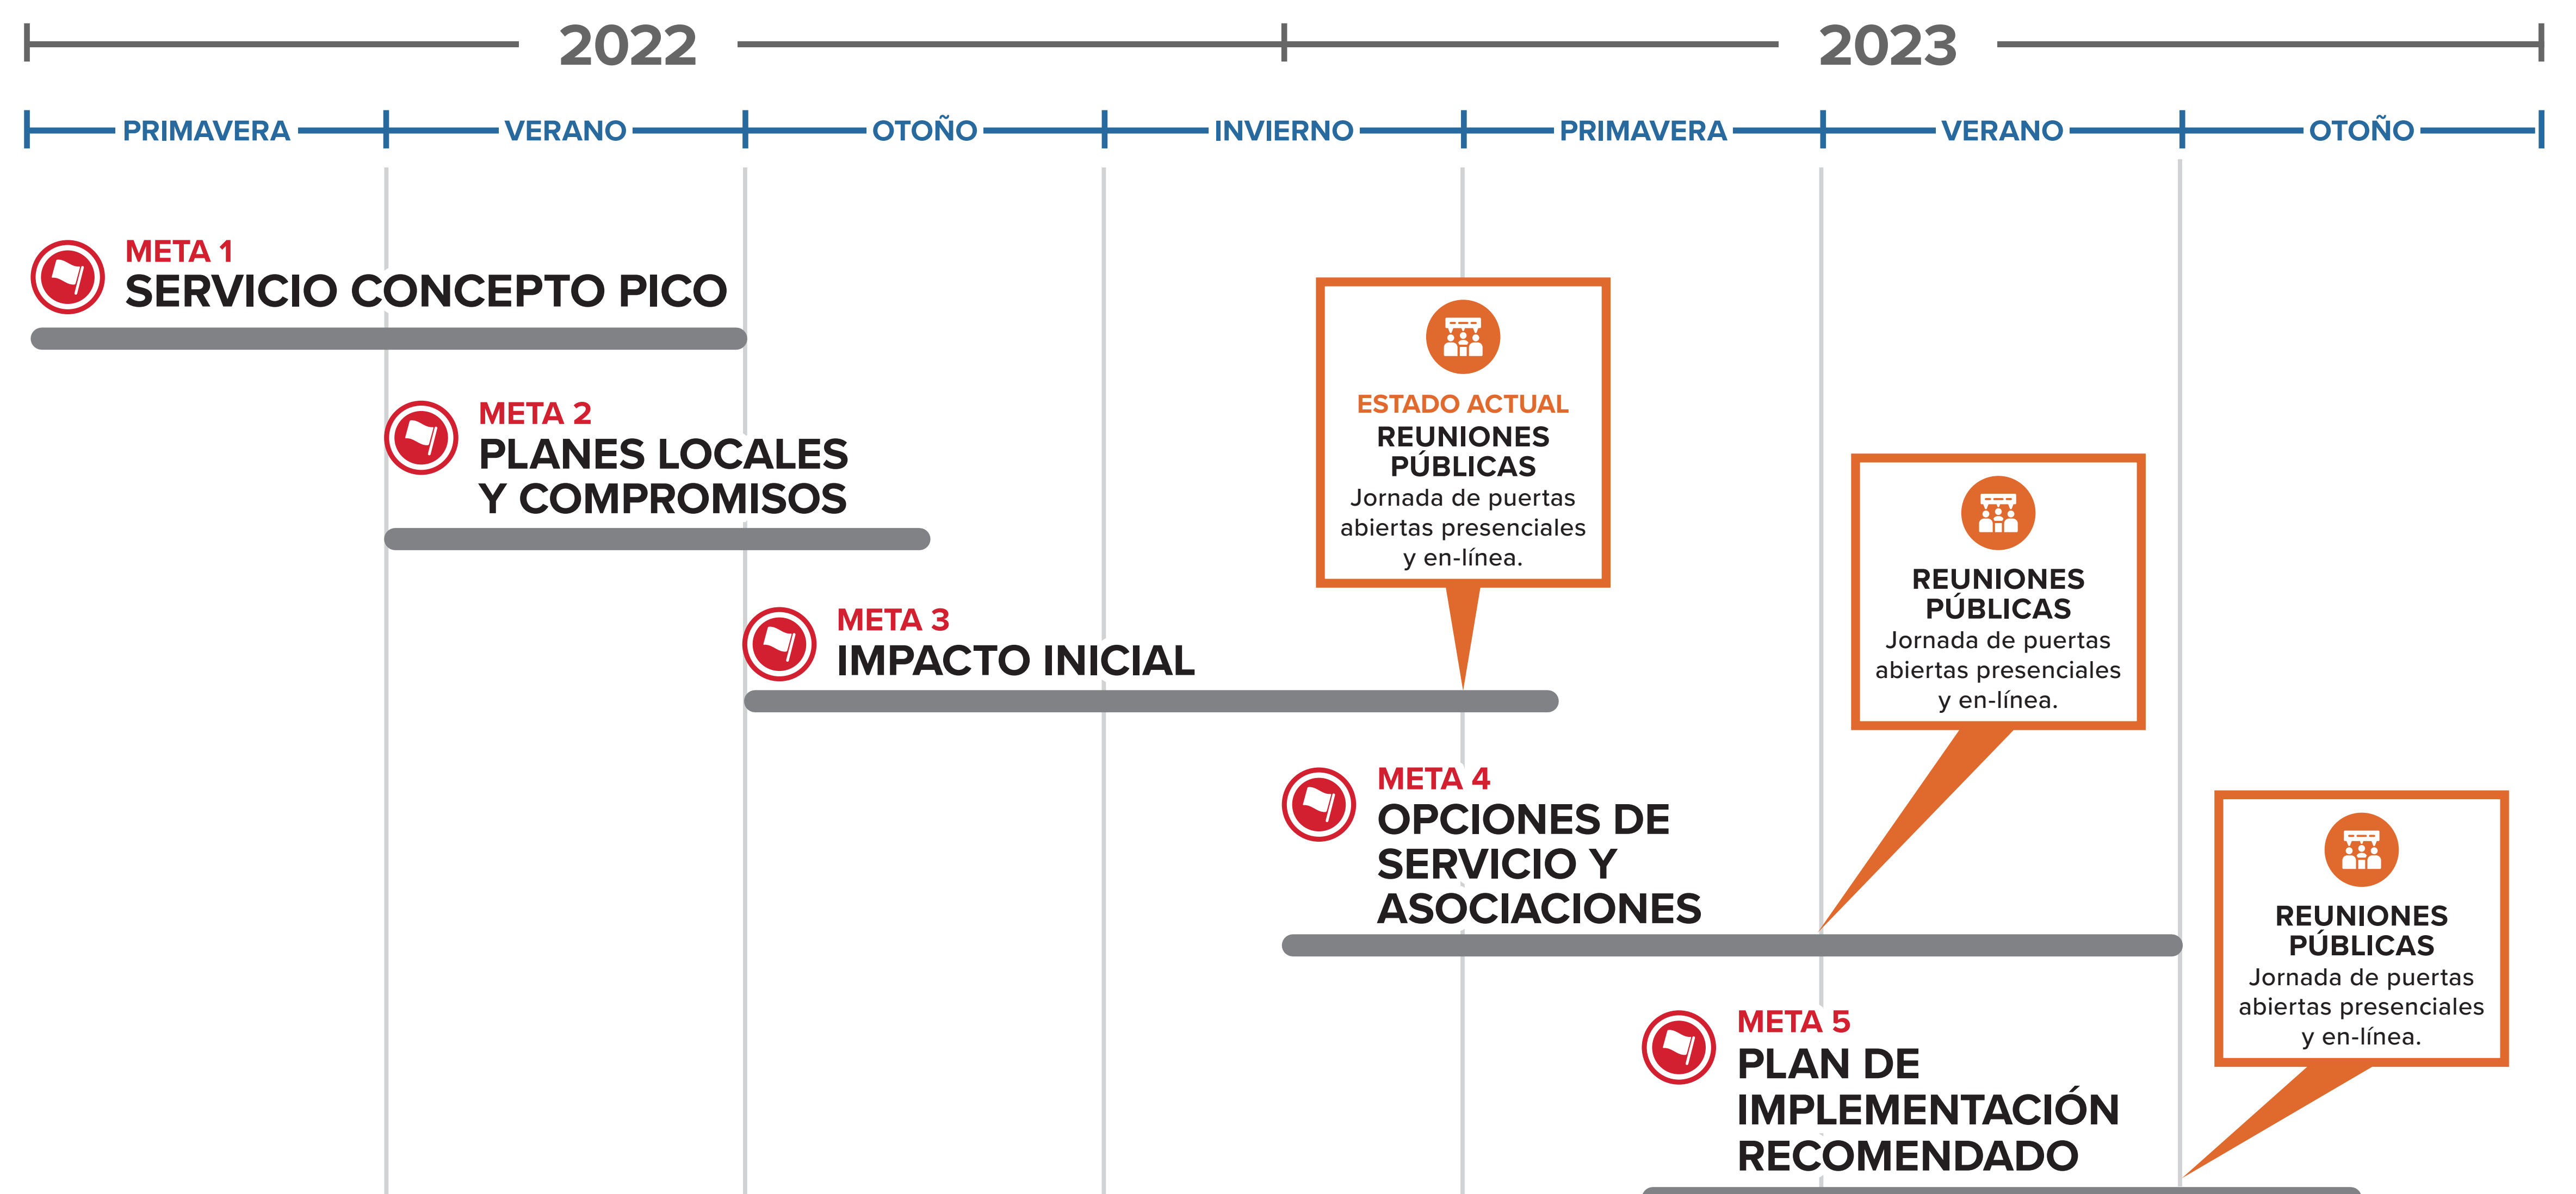 2022
2023
PRIMAVERA
VERANO
OTOÑO
INVIERNO
PRIMAVERA
VERANO
OTOÑO
META 1
SERVICIO CONCEPTO PICO
META 2
PLANES LOCALES
Y COMPROMISOS
META 3
IMPACTO INICIAL
ESTADO ACTUAL
REUNIONES
PÚBLICAS
Jornada de puertas
abiertas presenciales
y en-línea.
META 4
OPCIONES DE
SERVICIO Y
ASOCIACIONES
REUNIONES
PÚBLICAS
Jornada de puertas
abiertas presenciales
y en-línea.
META 5
PLAN DE
IMPLEMENTACIÓN
RECOMENDADO
REUNIONES
PÚBLICAS
Jornada de puertas
abiertas presenciales
y en-línea.